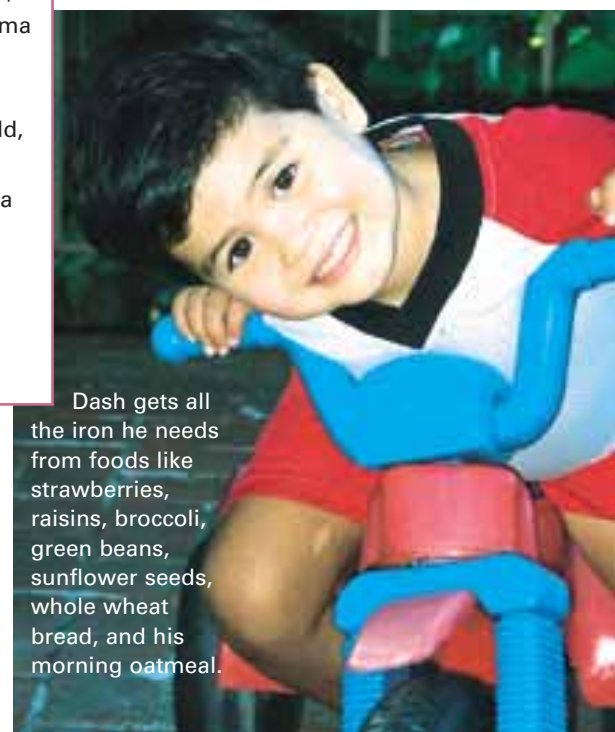 ma
ld,
a
Dash gets all
the iron he needs
from foods like
strawberries,
raisins, broccoli,
green beans,
sunflower seeds,
whole wheat
bread, and his
morning oatmeal.